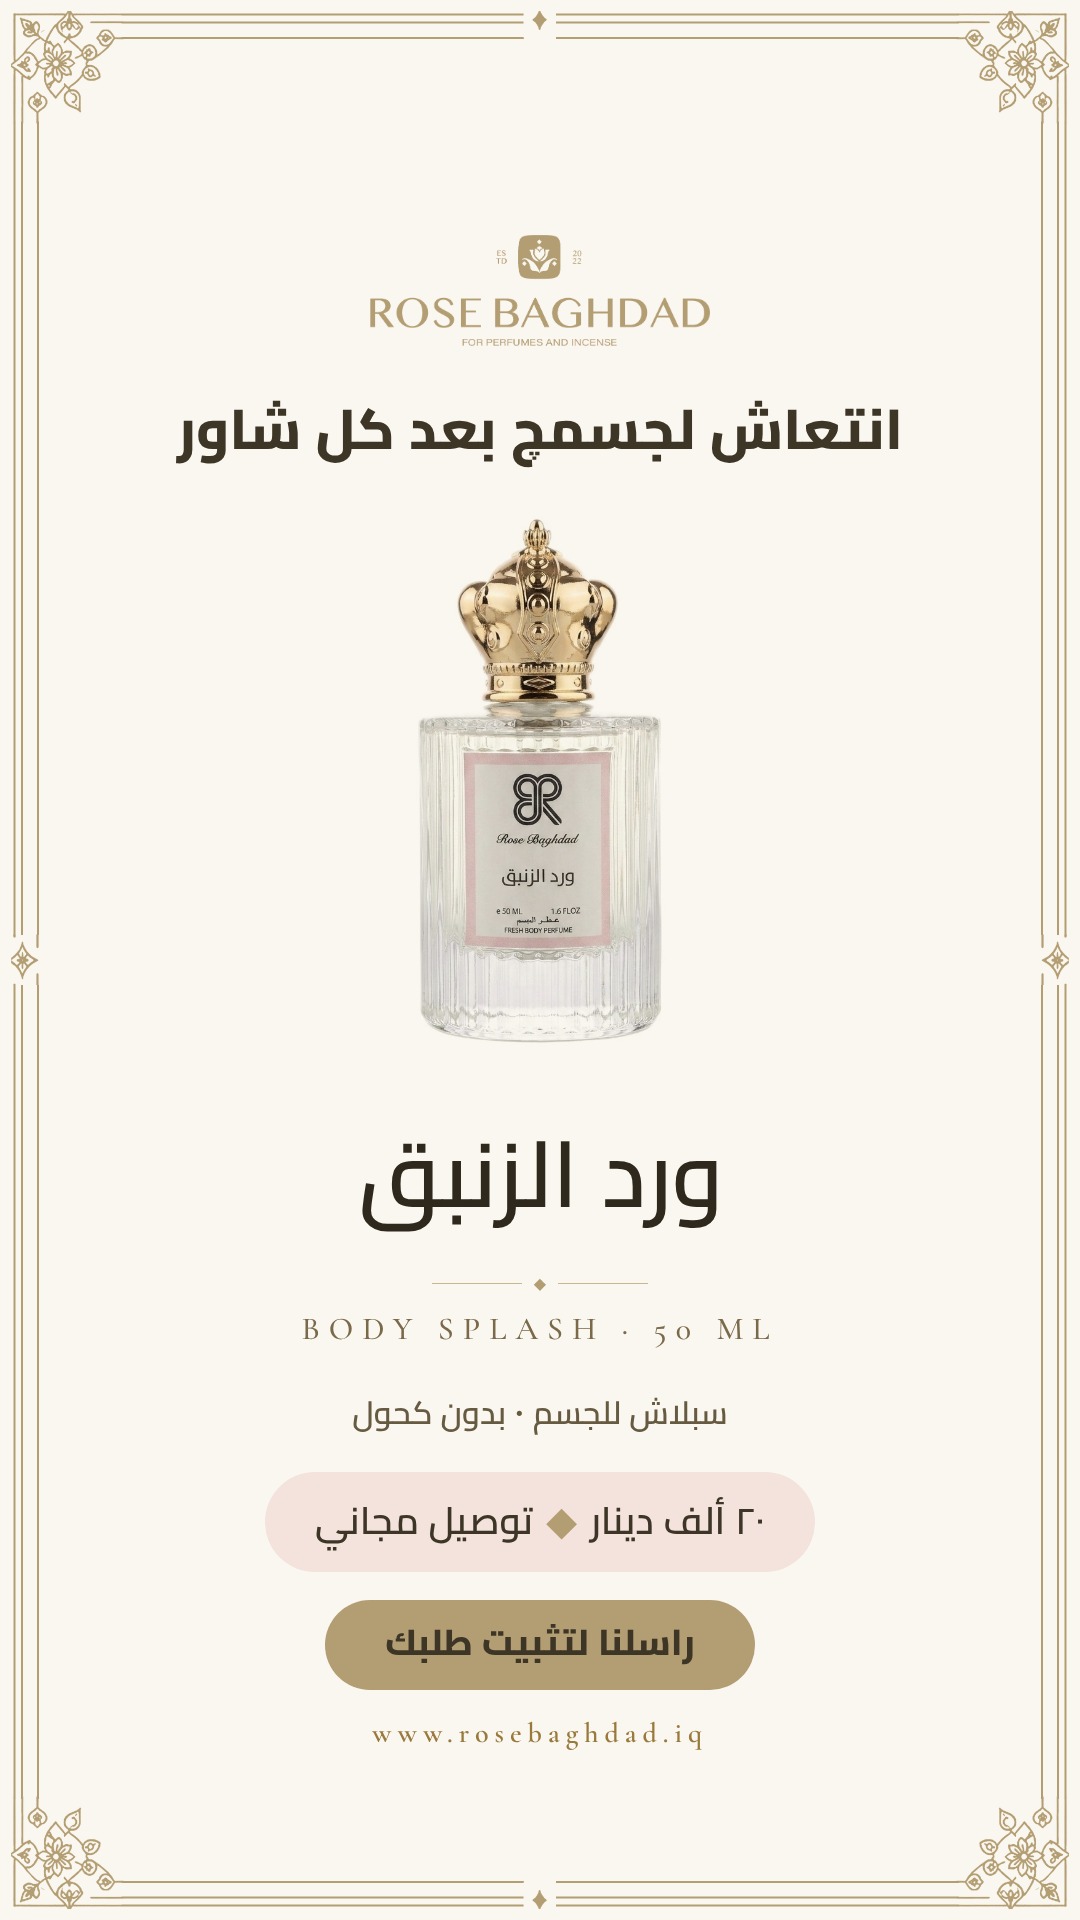 ES
TD
20
22
ROSE BAGHDAD
FOR PERFUMES AND INCENSE
انتعاش لجسمچ بعد كل شاور
BR
Rose Baghdad
ورد الزنبق
e 50 ML 1.6 FLOZ
عطر الجسم
FRESH BODY PERFUME
ورد الزنبق
BODY SPLASH · 50 ML
سبلاش للجسم · بدون كحول
٢٠ ألف دينار ◆ توصيل مجاني
راسلنا لتثبيت طلبك
www.rosebaghdad.iq